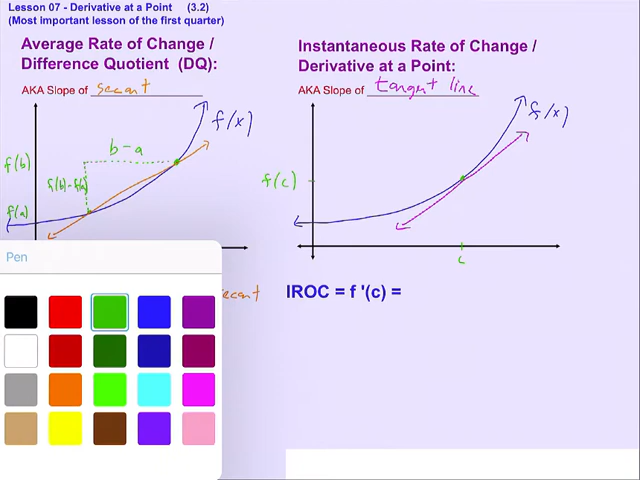 Lesson 07 - Derivative at a Point (3.2)
(Most important lesson of the first quarter)
Average Rate of Change /
Difference Quotient (DQ):
AKA Slope of secant
f(x)
b - a
f(b)
f(b)-f(a)
f(a)
secant
Instantaneous Rate of Change /
Derivative at a Point:
AKA Slope of tangent line
f(x)
f(c)
c
IROC = f '(c) =
Pen